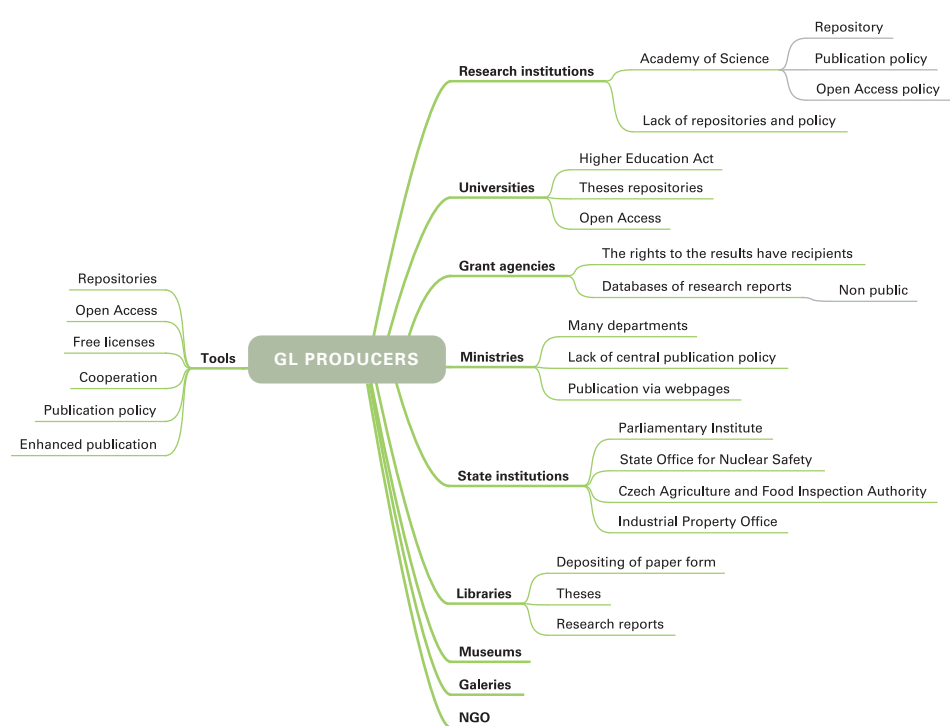 GL PRODUCERS
Tools
Repositories
Open Access
Free licenses
Cooperation
Publication policy
Enhanced publication
Research institutions
Academy of Science
Repository
Publication policy
Open Access policy
Lack of repositories and policy
Universities
Higher Education Act
Theses repositories
Open Access
Grant agencies
The rights to the results have recipients
Databases of research reports
Non public
Ministries
Many departments
Lack of central publication policy
Publication via webpages
State institutions
Parliamentary Institute
State Office for Nuclear Safety
Czech Agriculture and Food Inspection Authority
Industrial Property Office
Libraries
Depositing of paper form
Theses
Research reports
Museums
Galeries
NGO